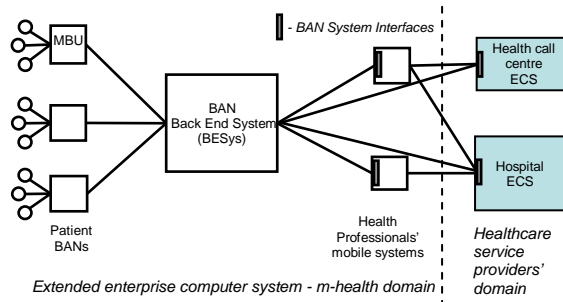 MBU
- BAN System Interfaces
Health call
centre
ECS
BAN
Back End System
(BESys)
Hospital
ECS
Patient
BANs
Health
Professionals'
mobile systems
Healthcare
service
providers'
domain
Extended enterprise computer system - m-health domain